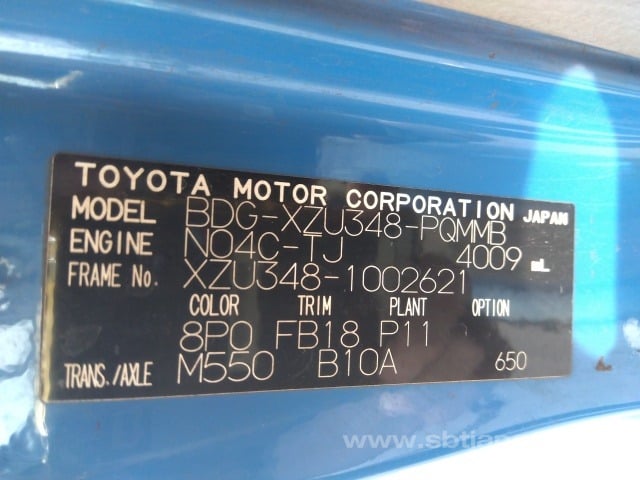 TOYOTA MOTOR CORPORATION JAPAN
MODEL BDG-XZU348-PQMMB
ENGINE N04C-TJ 4009 mL
FRAME No. XZU348-1002621
COLOR TRIM PLANT OPTION
8P0 FB18 P11
TRANS./AXLE M550 B10A 650